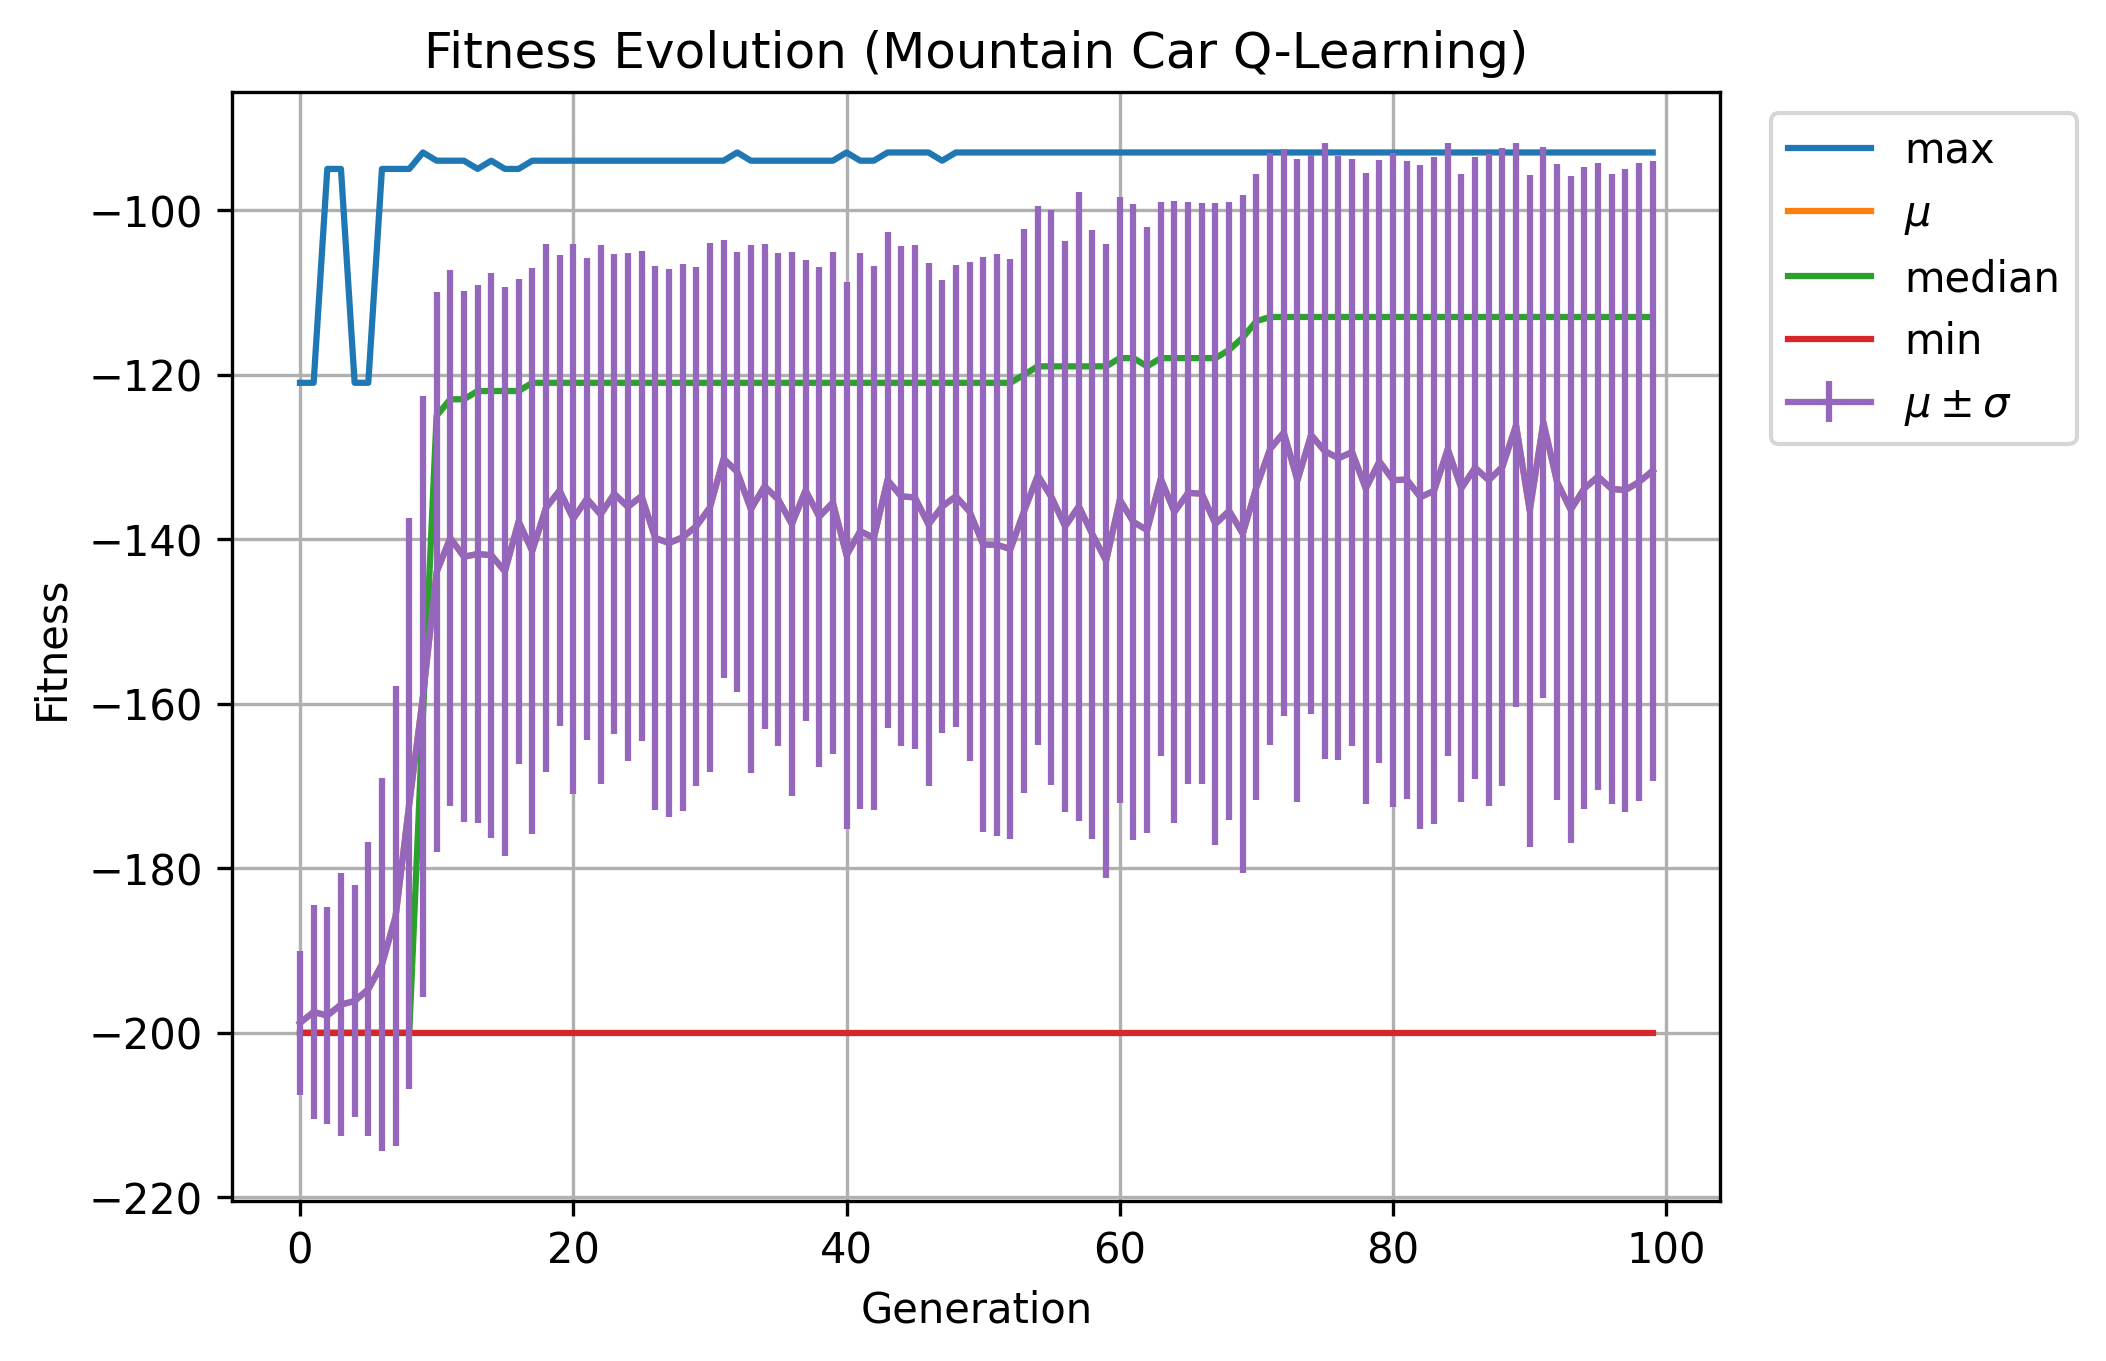 Fitness Evolution (Mountain Car Q-Learning)
max
μ
median
min
μ ± σ
−100
−120
−140
−160
−180
−200
−220
Fitness
0 20 40 60 80 100
Generation